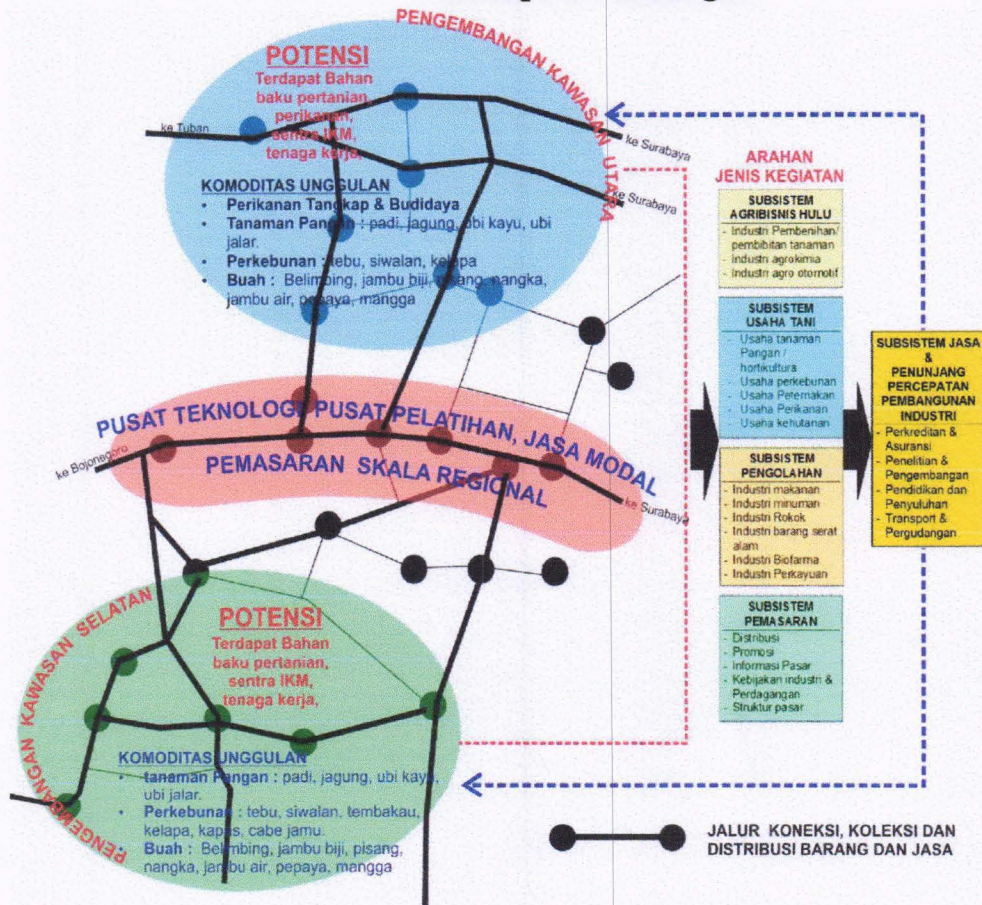 PENGEMBANGAN KAWASAN UTARA
POTENSI
Terdapat Bahan
baku pertanian,
perikanan,
sentra IKM,
tenaga kerja,
ke Tuban
ke Surabaya
ke Surabaya
KOMODITAS UNGGULAN
• Perikanan Tangkap & Budidaya
• Tanaman Pangan : padi, jagung, ubi kayu, ubi
jalar.
• Perkebunan : tebu, siwalan, kelapa
• Buah : Belimbing, jambu biji, pisang, nangka,
jambu air, pepaya, mangga
PUSAT TEKNOLOGI, PUSAT PELATIHAN, JASA MODAL
PEMASARAN SKALA REGIONAL
ke Bojonegoro
ke Surabaya
PENGEMBANGAN KAWASAN SELATAN
POTENSI
Terdapat Bahan
baku pertanian,
sentra IKM,
tenaga kerja,
KOMODITAS UNGGULAN
• tanaman Pangan : padi, jagung, ubi kayu,
ubi jalar.
• Perkebunan : tebu, siwalan, tembakau,
kelapa, kapas, cabe jamu.
• Buah : Belimbing, jambu biji, pisang,
nangka, jambu air, pepaya, mangga
ARAHAN
JENIS KEGIATAN
SUBSISTEM
AGRIBISNIS HULU
- Industri Pembenihan/
pembibitan tanaman
- Industri agrokimia
- Industri agro otomotif
SUBSISTEM
USAHA TANI
- Usaha tanaman
Pangan /
hortikultura
- Usaha perkebunan
- Usaha Peternakan
- Usaha Perikanan
- Usaha kehutanan
SUBSISTEM
PENGOLAHAN
- Industri makanan
- Industri minuman
- Industri Rokok
- Industri barang serat
alam
- Industri Biofarma
- Industri Perkayuan
SUBSISTEM
PEMASARAN
- Distribusi
- Promosi
- Informasi Pasar
- Kebijakan industri &
Perdagangan
- Struktur pasar
SUBSISTEM JASA
&
PENUNJANG
PERCEPATAN
PEMBANGUNAN
INDUSTRI
- Perkreditan &
Asuransi
- Penelitian &
Pengembangan
- Pendidikan dan
Penyuluhan
- Transport &
Pergudangan
JALUR KONEKSI, KOLEKSI DAN
DISTRIBUSI BARANG DAN JASA